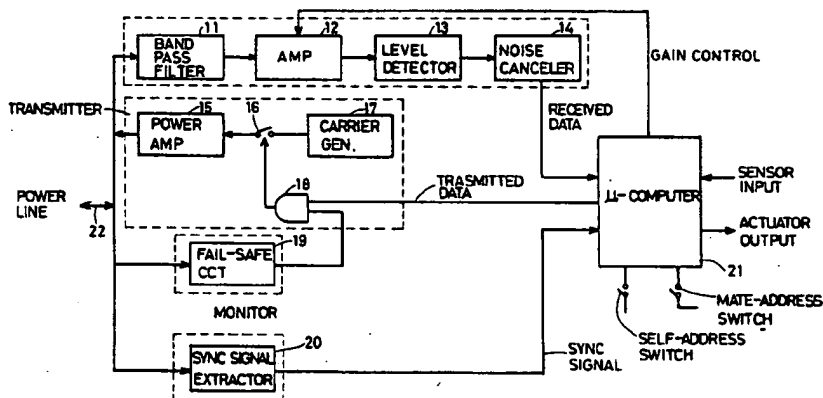 11
BAND
PASS
FILTER
12
AMP
13
LEVEL
DETECTOR
14
NOISE
CANCELER
GAIN CONTROL
TRANSMITTER
15
POWER
AMP
16
17
CARRIER
GEN.
RECEIVED
DATA
18
TRASMITTED
DATA
POWER
LINE
22
19
FAIL-SAFE
CCT
MONITOR
20
SYNC SIGNAL
EXTRACTOR
SYNC
SIGNAL
μ-COMPUTER
21
SENSOR
INPUT
ACTUATOR
OUTPUT
MATE-ADDRESS
SWITCH
SELF-ADDRESS
SWITCH